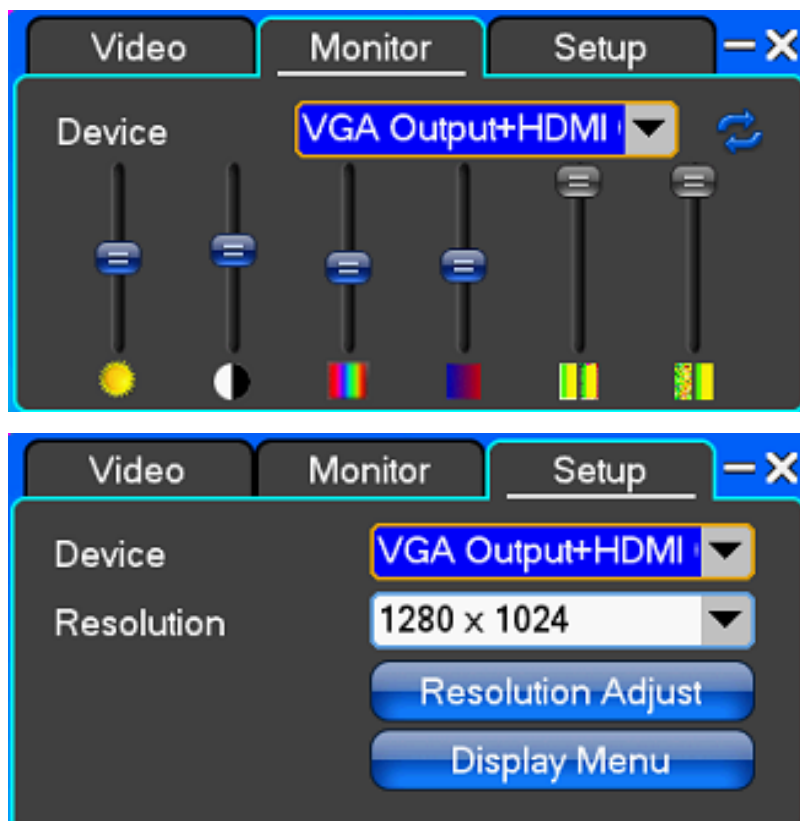 Video Monitor Setup
Device VGA Output+HDMI
Video Monitor Setup
Device VGA Output+HDMI
Resolution 1280 x 1024
Resolution Adjust
Display Menu